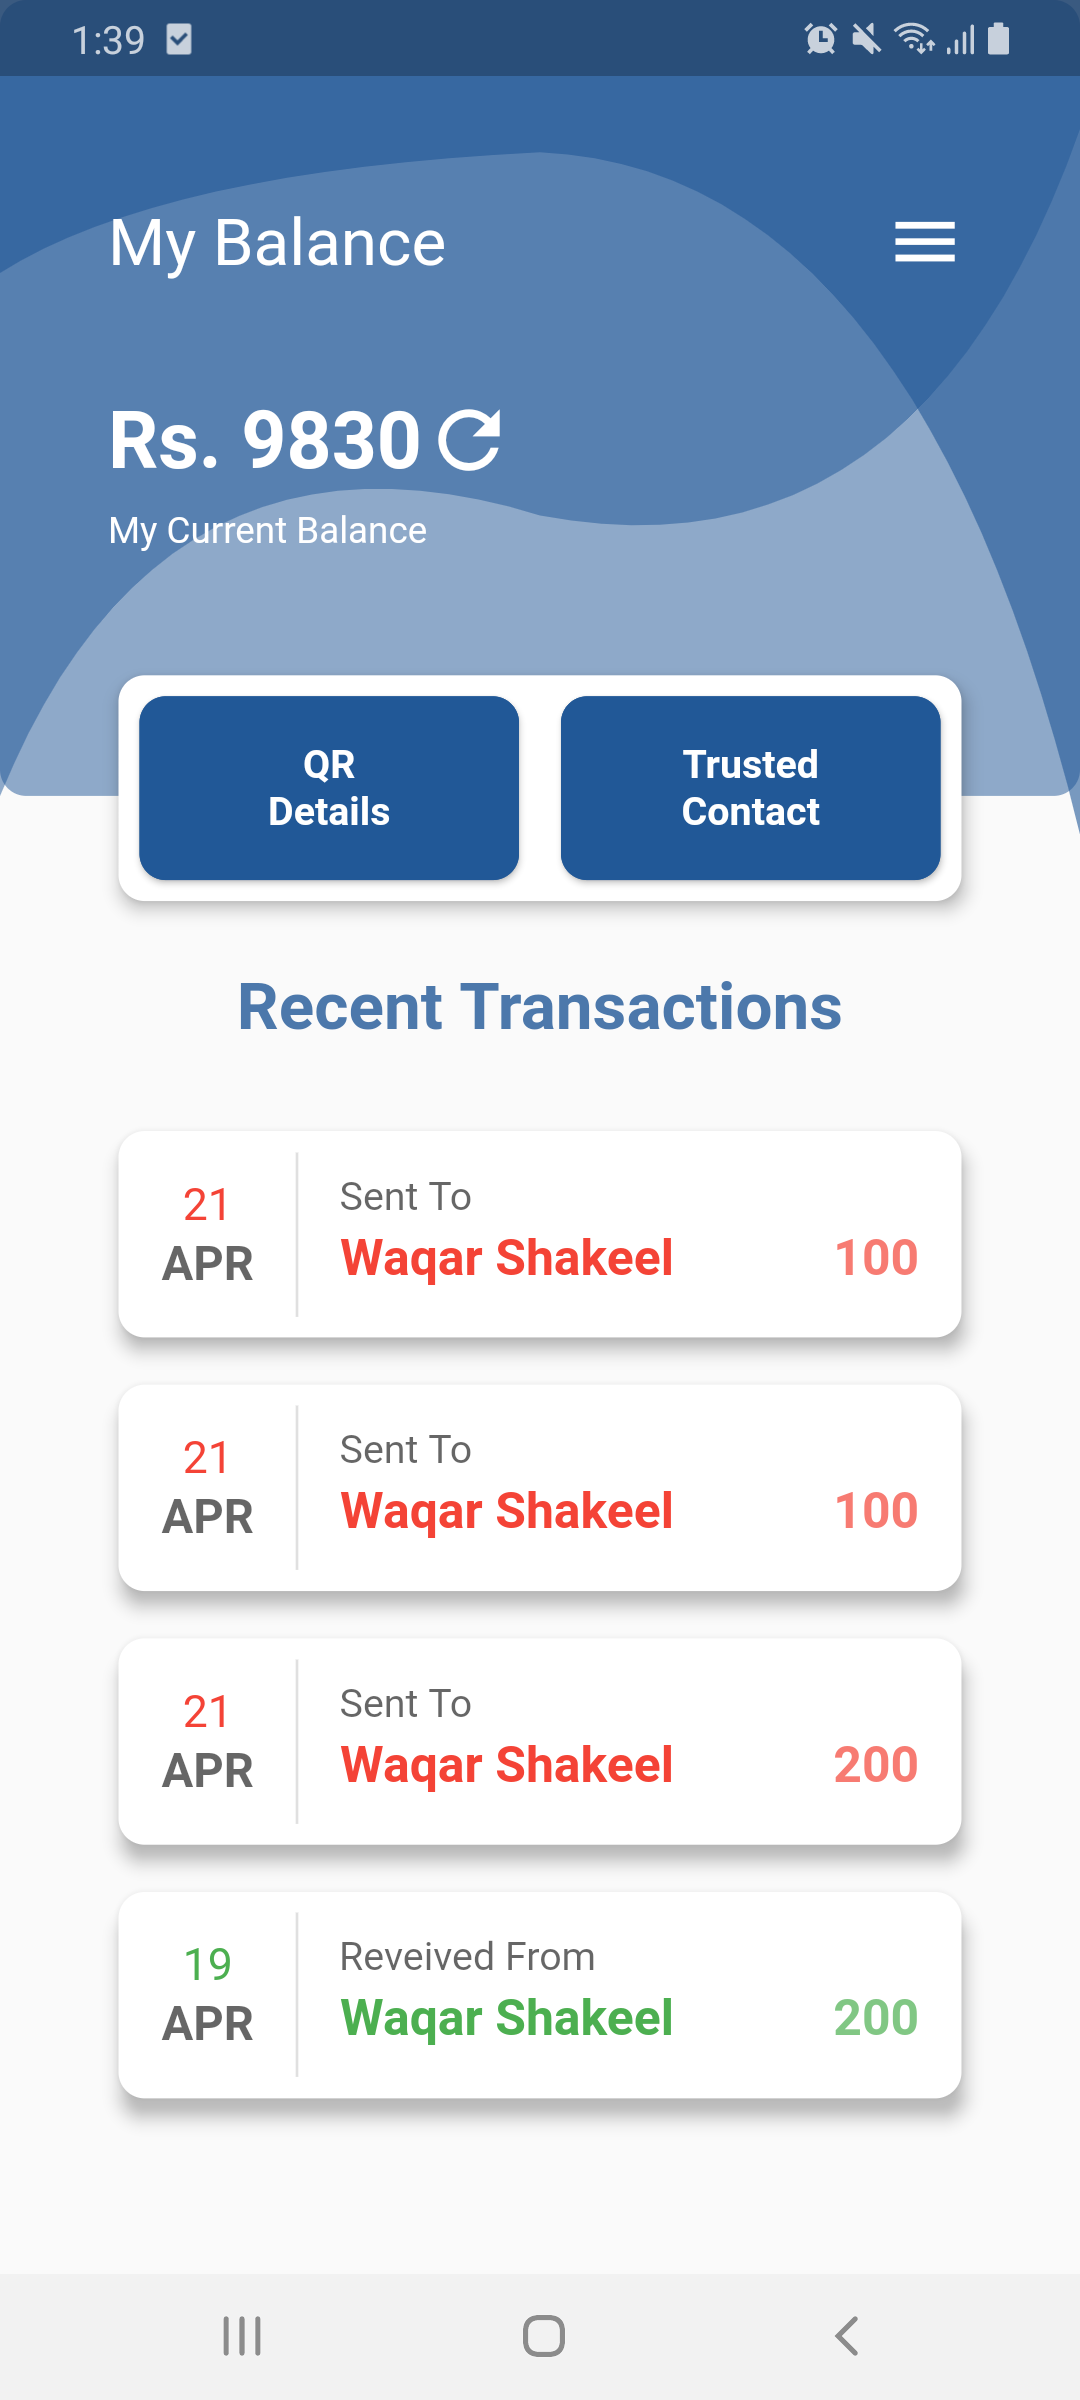 1:39
My Balance
Rs. 9830
My Current Balance
QR
Details
Trusted
Contact
Recent Transactions
21
APR
Sent To
Waqar Shakeel
100
21
APR
Sent To
Waqar Shakeel
100
21
APR
Sent To
Waqar Shakeel
200
19
APR
Reveived From
Waqar Shakeel
200